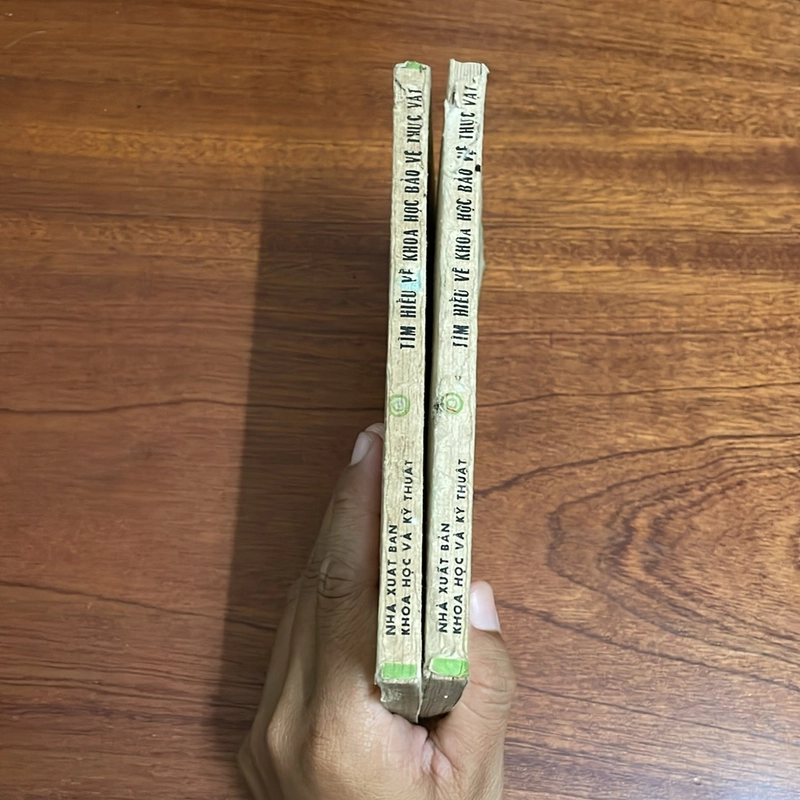 TÌM HIỂU VỀ KHOA HỌC BẢO VỆ THỰC VẬT
NHÀ XUẤT BẢN
KHOA HỌC VÀ KỸ THUẬT
TÌM HIỂU VỀ KHOA HỌC BẢO VỆ THỰC VẬT
NHÀ XUẤT BẢN
KHOA HỌC VÀ KỸ THUẬT